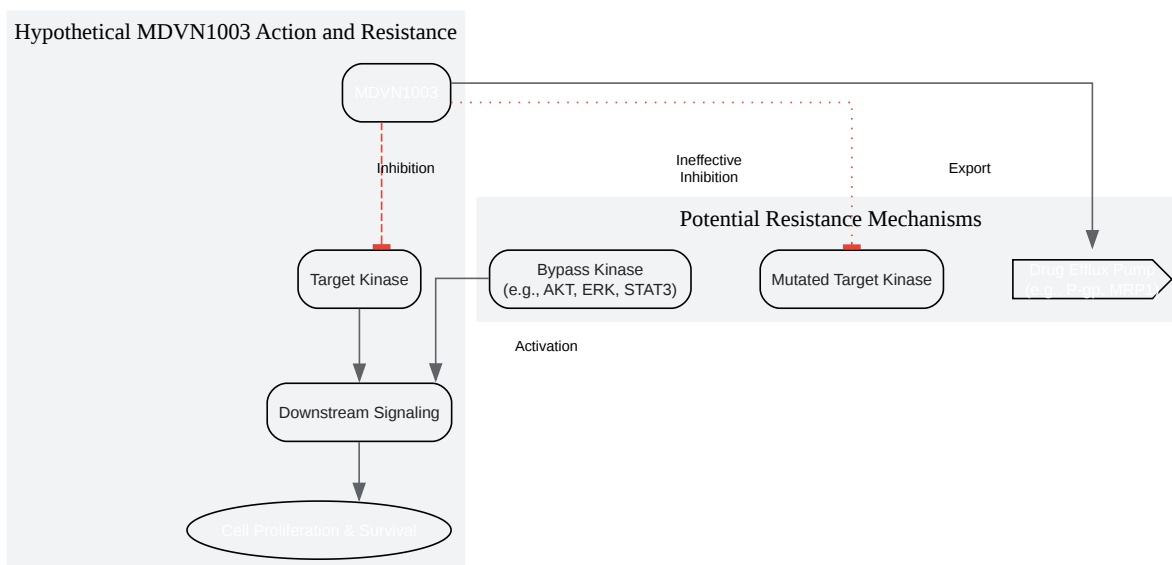 Hypothetical MDVN1003 Action and Resistance
MDVN1003
Inhibition
Ineffective
Inhibition
Export
Potential Resistance Mechanisms
Target Kinase
Bypass Kinase
(e.g., AKT, ERK, STAT3)
Mutated Target Kinase
Drug Efflux Pump
(e.g., P-gp, MRP1)
Activation
Downstream Signaling
Cell Proliferation & Survival